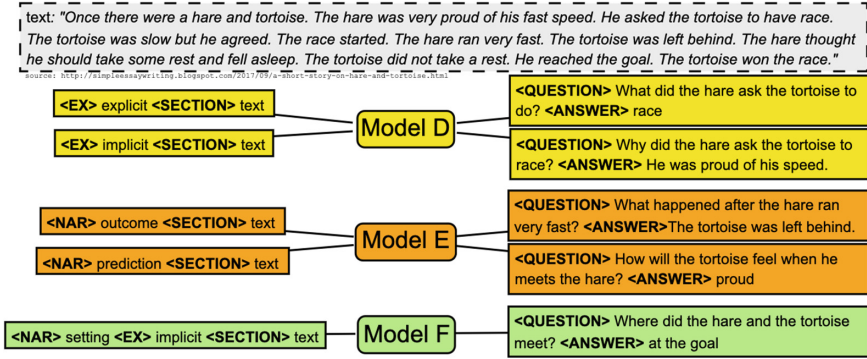 text: "Once there were a hare and tortoise. The hare was very proud of his fast speed. He asked the tortoise to have race.
The tortoise was slow but he agreed. The race started. The hare ran very fast. The tortoise was left behind. The hare thought
he should take some rest and fell asleep. The tortoise did not take a rest. He reached the goal. The tortoise won the race."
source: http://simpleessaywriting.blogspot.com/2017/09/a-short-story-on-hare-and-tortoise.html
<EX> explicit <SECTION> text
<EX> implicit <SECTION> text
Model D
<QUESTION> What did the hare ask the tortoise to
do? <ANSWER> race
<QUESTION> Why did the hare ask the tortoise to
race? <ANSWER> He was proud of his speed.
<NAR> outcome <SECTION> text
<NAR> prediction <SECTION> text
Model E
<QUESTION> What happened after the hare ran
very fast? <ANSWER>The tortoise was left behind.
<QUESTION> How will the tortoise feel when he
meets the hare? <ANSWER> proud
<NAR> setting <EX> implicit <SECTION> text
Model F
<QUESTION> Where did the hare and the tortoise
meet? <ANSWER> at the goal